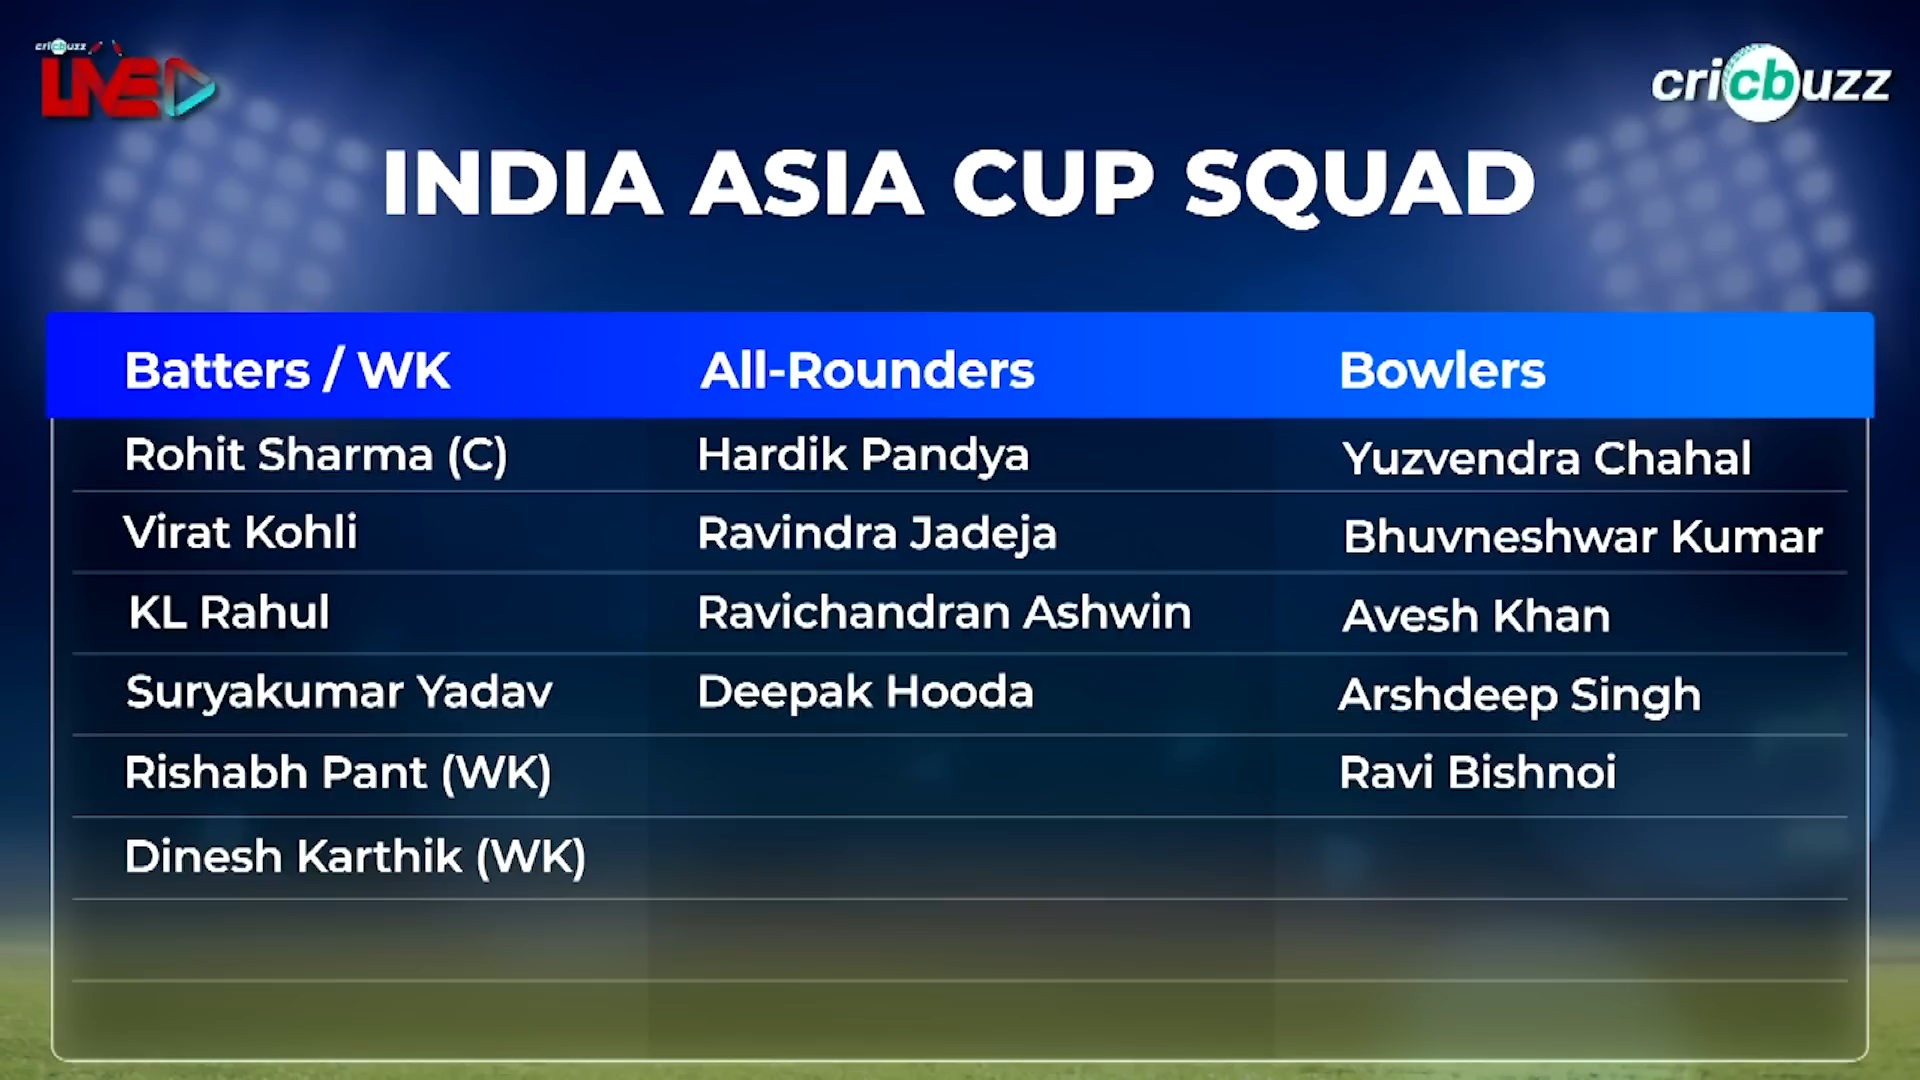 cricbuzz
LIVE
cricbuzz
INDIA ASIA CUP SQUAD
Batters / WK All-Rounders Bowlers
Rohit Sharma (C) Hardik Pandya Yuzvendra Chahal
Virat Kohli Ravindra Jadeja Bhuvneshwar Kumar
KL Rahul Ravichandran Ashwin Avesh Khan
Suryakumar Yadav Deepak Hooda Arshdeep Singh
Rishabh Pant (WK) Ravi Bishnoi
Dinesh Karthik (WK)